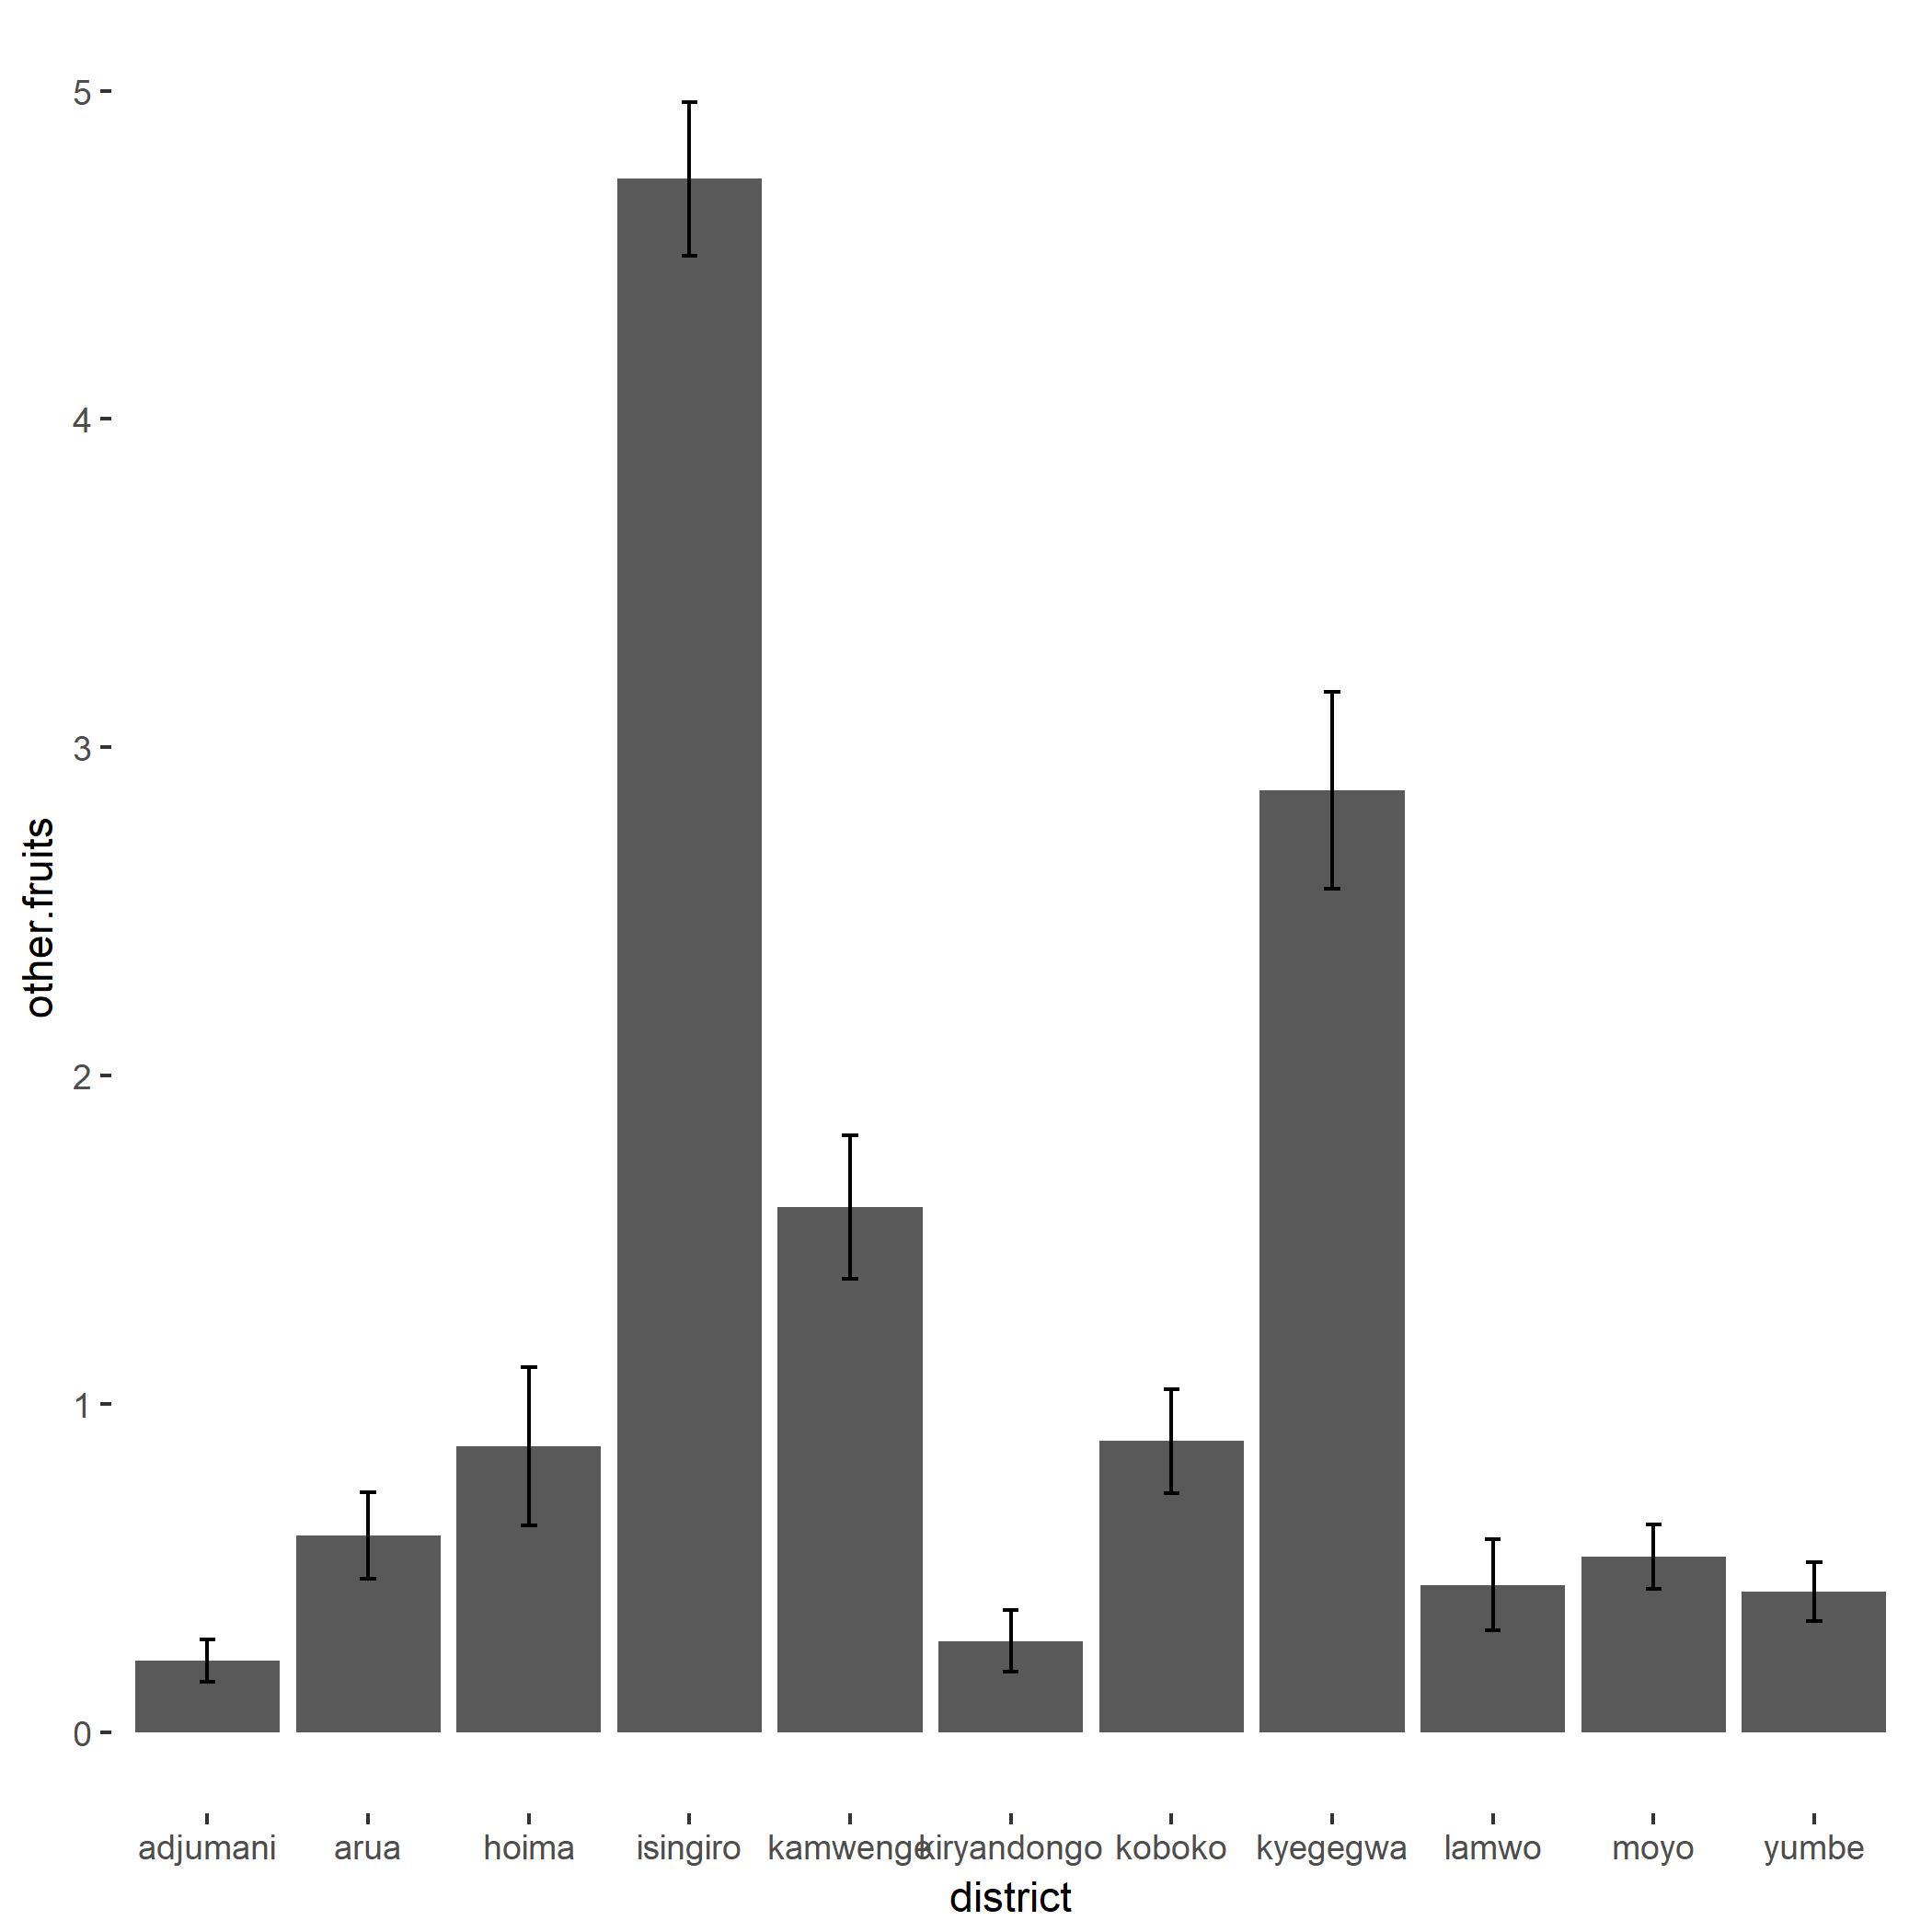 other.fruits
5
4
3
2
1
0
adjumani arua hoima isingiro kamwenge kiryandongo koboko kyegegwa lamwo moyo yumbe
district